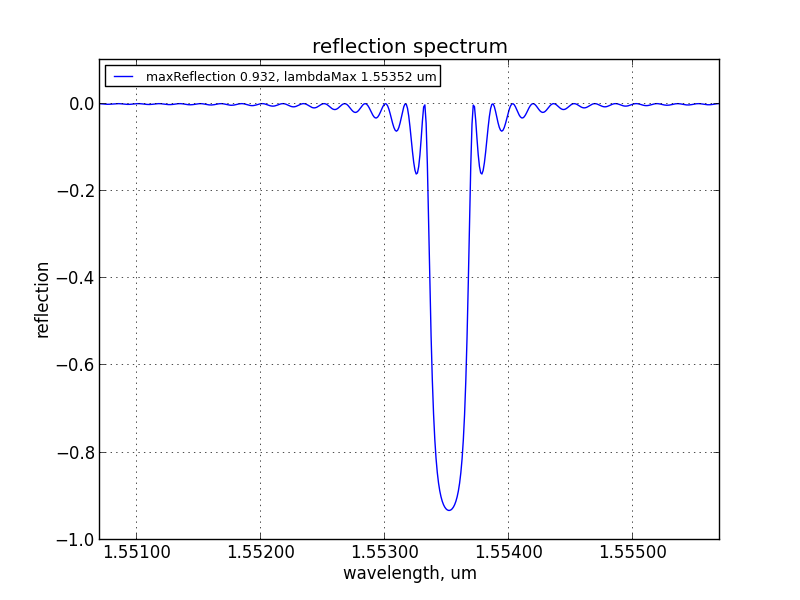 reflection spectrum
maxReflection 0.932, lambdaMax 1.55352 um
0.0
−0.2
−0.4
−0.6
−0.8
−1.0
reflection
1.55100 1.55200 1.55300 1.55400 1.55500
wavelength, um